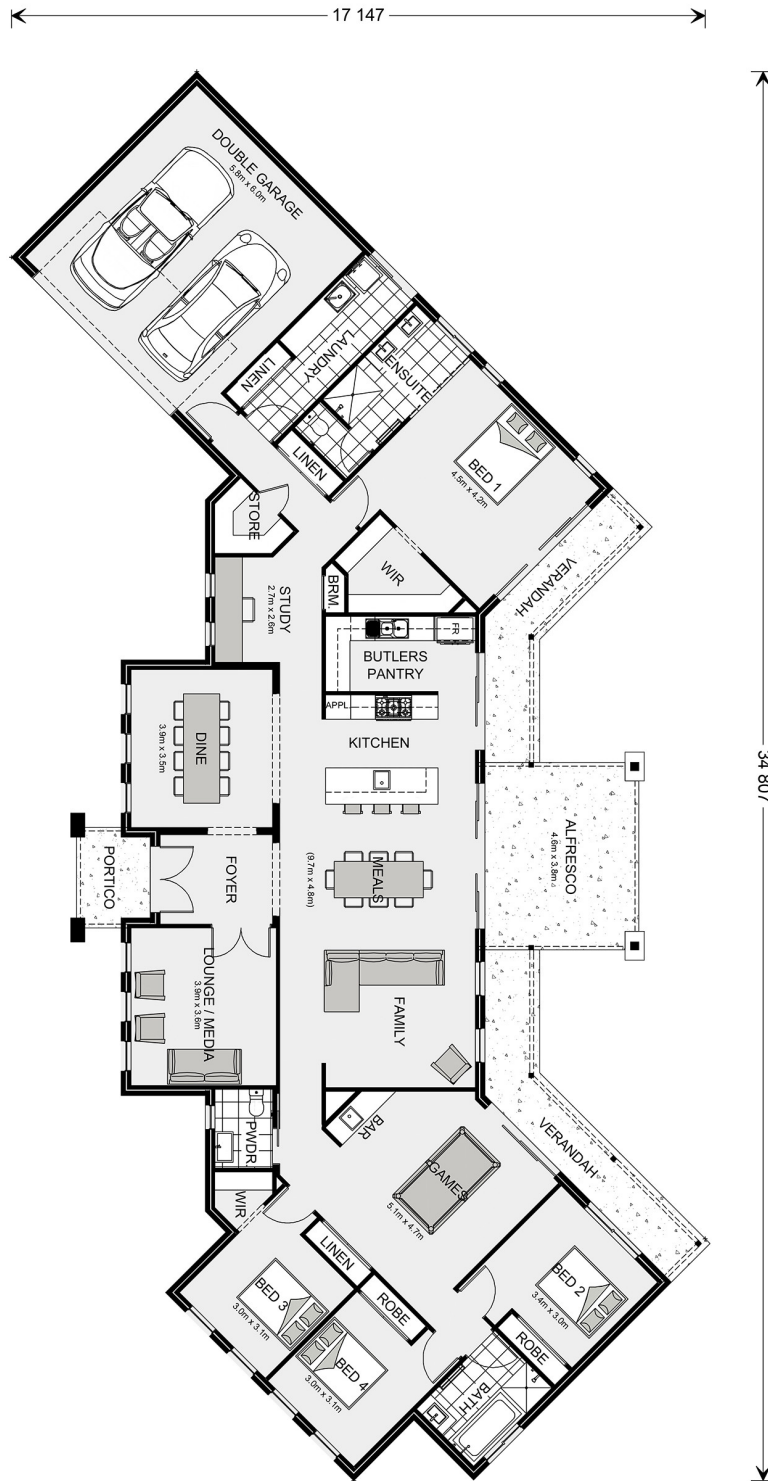 17 147
DOUBLE GARAGE
5.8m x 6.0m
LAUNDRY
LINEN
ENSUITE
LINEN
BED 1
4.5m x 4.2m
STORE
WIR
BRM.
VERANDAH
STUDY
2.7m x 2.6m
FR
BUTLERS
PANTRY
APPL.
KITCHEN
DINE
3.9m x 3.5m
34 807
ALFRESCO
4.6m x 3.8m
PORTICO
FOYER
MEALS
(9.7m x 4.8m)
LOUNGE / MEDIA
3.9m x 3.6m
FAMILY
BAR
PWDR.
VERANDAH
GAMES
5.1m x 4.7m
WIR
LINEN
BED 3
3.0m x 3.1m
ROBE
BED 2
3.4m x 3.0m
ROBE
BED 4
3.0m x 3.1m
BATH